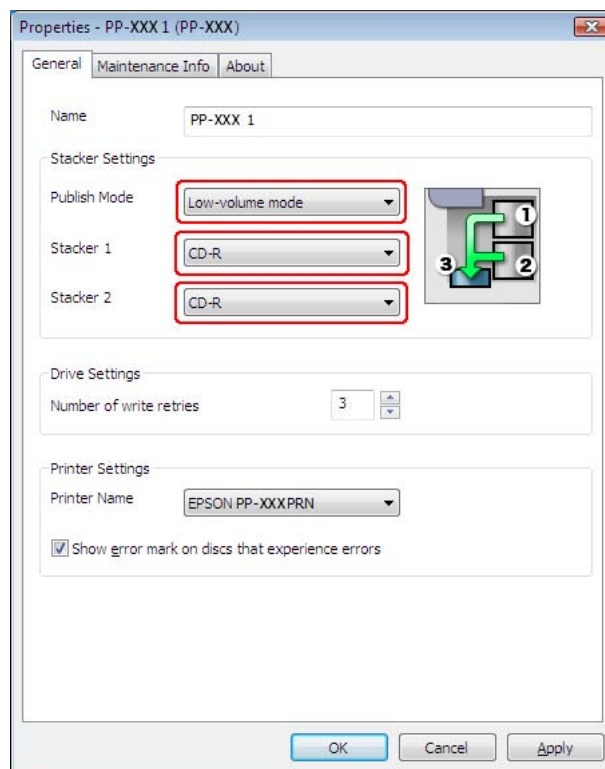 Properties - PP-XXX 1 (PP-XXX)
General Maintenance Info About
Name PP-XXX 1
Stacker Settings
Publish Mode Low-volume mode
Stacker 1 CD-R
Stacker 2 CD-R
1
3 2
Drive Settings
Number of write retries 3
Printer Settings
Printer Name EPSON PP-XXXPRN
Show error mark on discs that experience errors
OK Cancel Apply